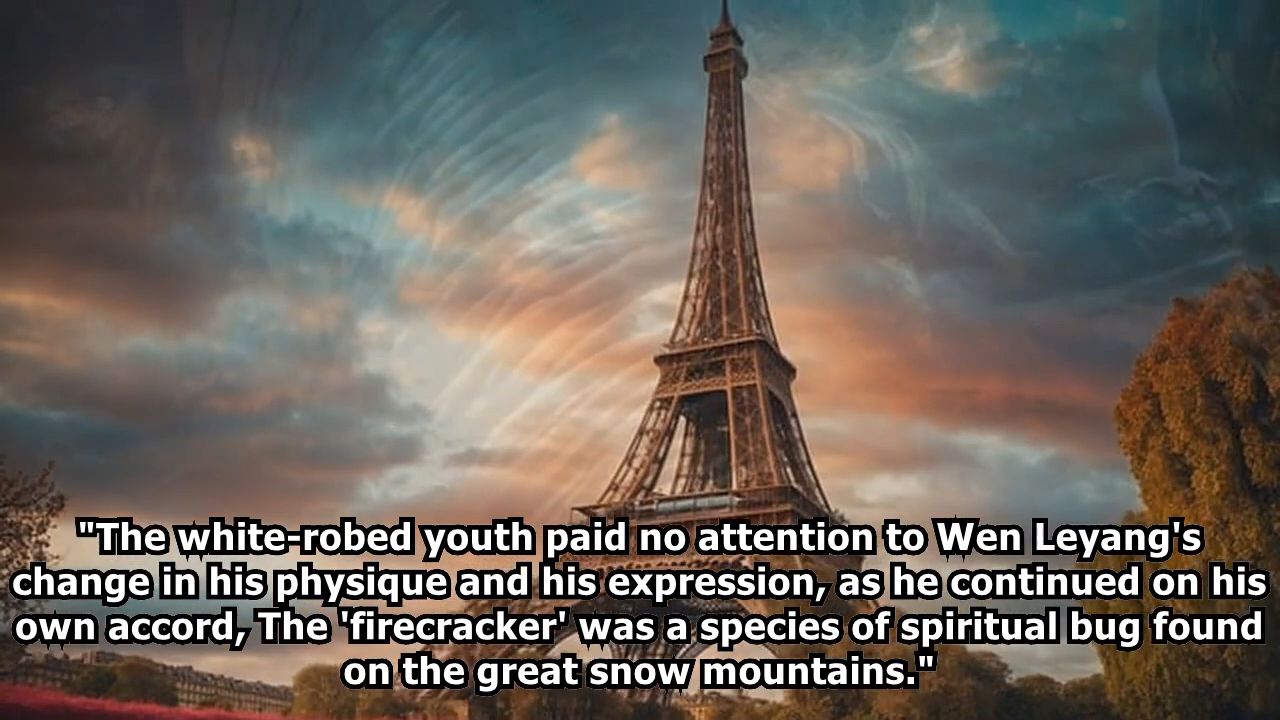 "The white-robed youth paid no attention to Wen Leyang's
change in his physique and his expression, as he continued on his
own accord, The 'firecracker' was a species of spiritual bug found
on the great snow mountains."